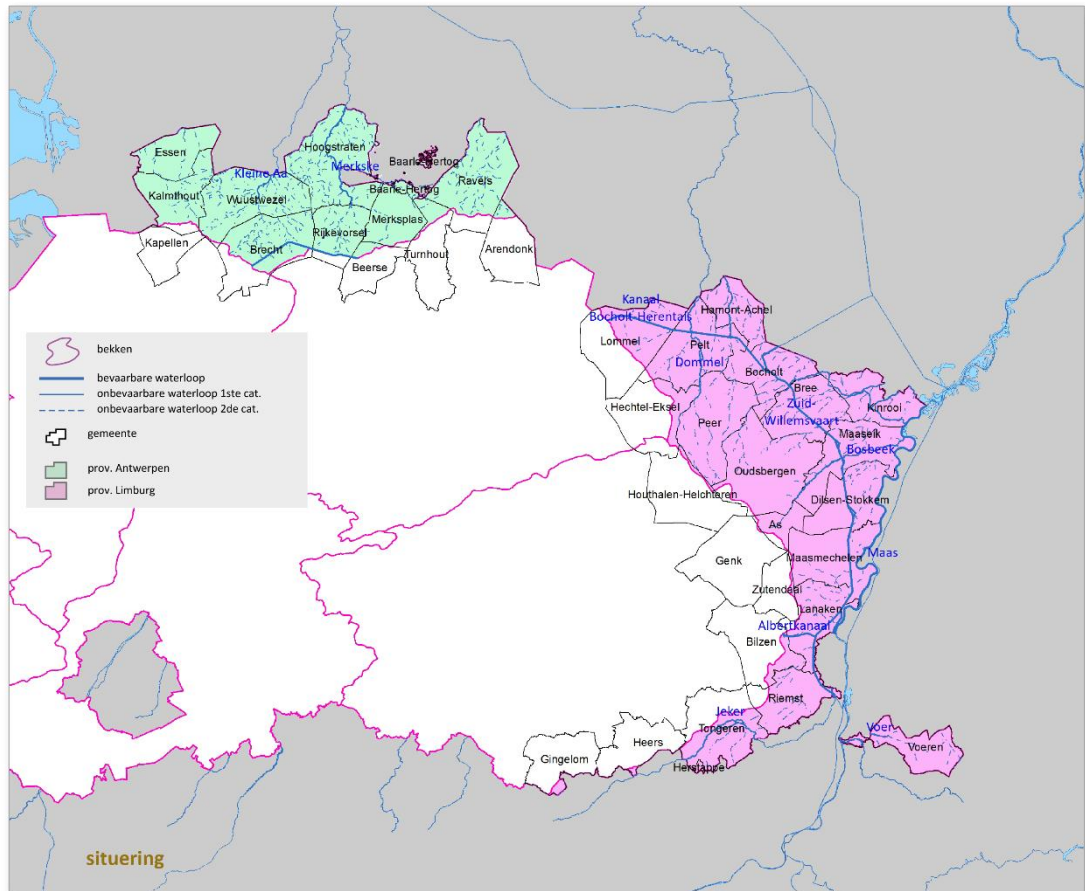 Essen
Hoogstraten
Baarle-Hertog
Kleine Aa
Merkske
Ravels
Kalmthout
Wuustwezel
Baarle-Hertog
Merksplas
Rijkevorsel
Kapellen
Brecht
Turnhout
Arendonk
Beerse
Kanaal
Bocholt-Herentals
Hamont-Achel
Lommel
Pelt
Dommel
Bocholt
Bree
Hechtel-Eksel
Zuid-
Willemsvaart
Kinrooi
Peer
Maaseik
Bosbeek
Oudsbergen
Houthalen-Helchteren
Dilsen-Stokkem
As
Genk
Maasmechelen
Maas
Zutendaal
Lanaken
Albertkanaal
Bilzen
Riemst
Jeker
Tongeren
Voer
Voeren
Heers
Gingelom
Herstappe
bekken
bevaarbare waterloop
onbevaarbare waterloop 1ste cat.
onbevaarbare waterloop 2de cat.
gemeente
prov. Antwerpen
prov. Limburg
situering